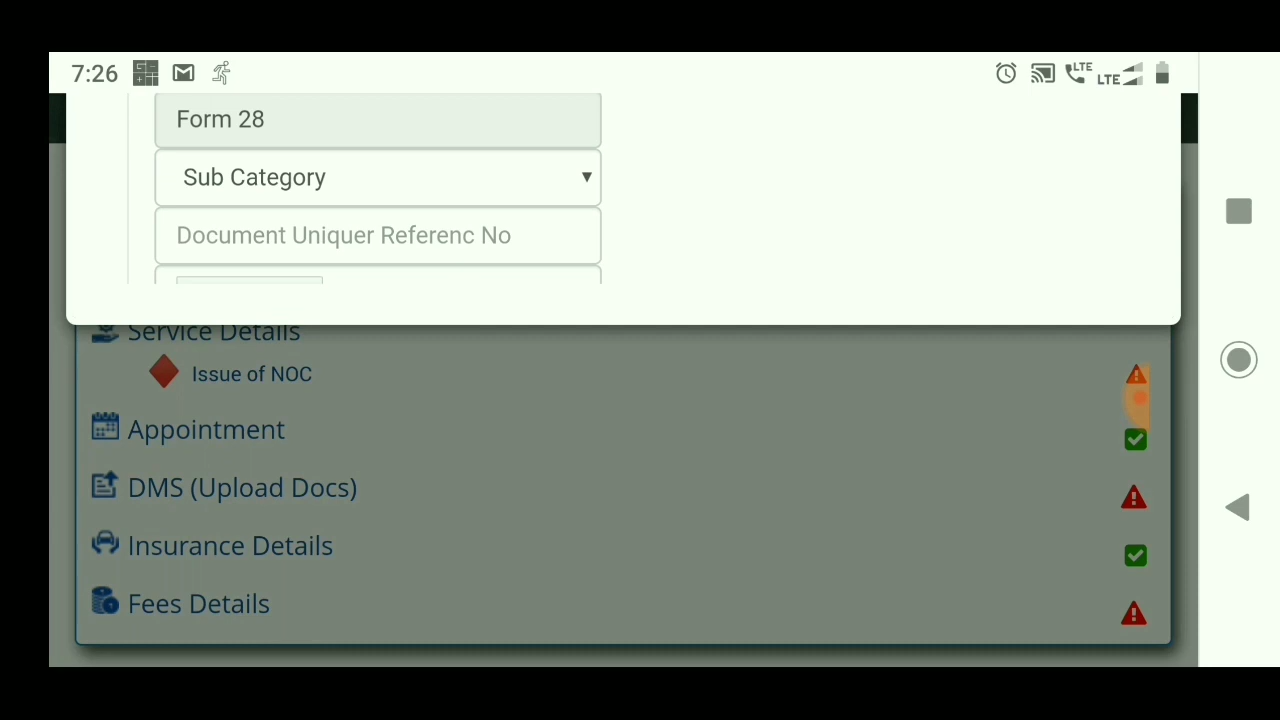 7:26
LTE
LTE
Form 28
Sub Category
Document Uniquer Referenc No
Service Details
Issue of NOC
Appointment
DMS (Upload Docs)
Insurance Details
Fees Details